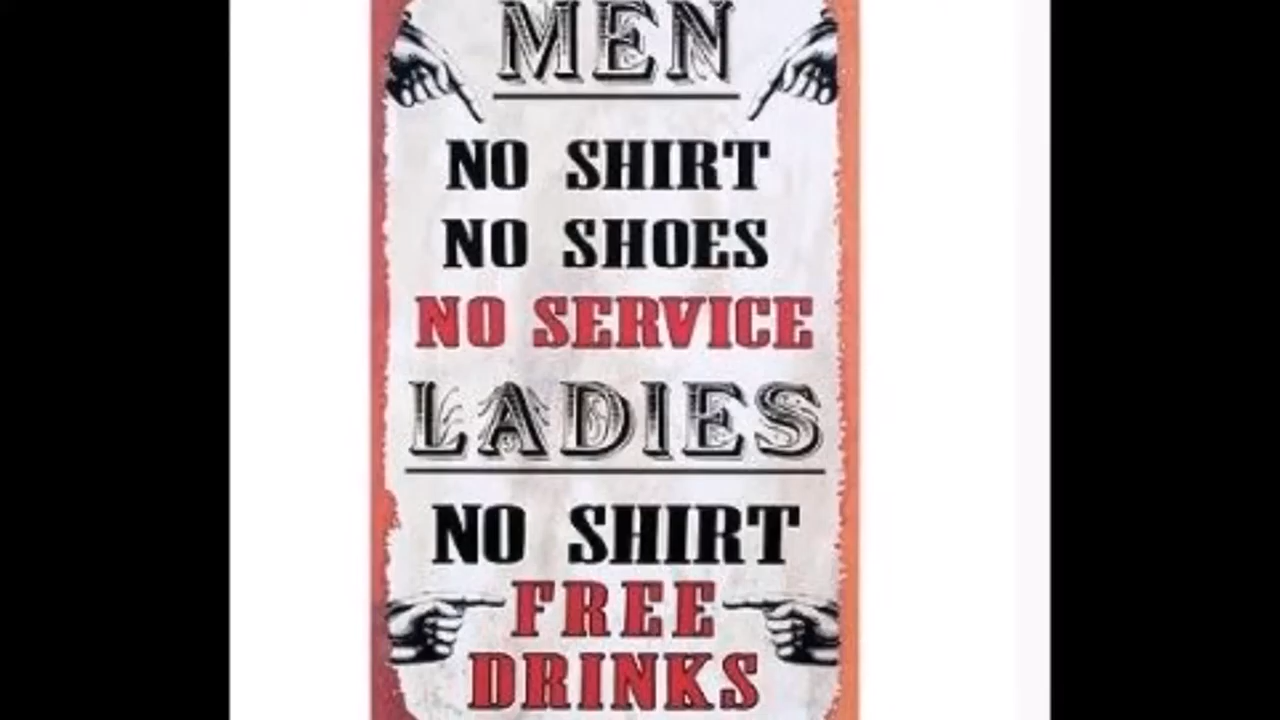 MEN
NO SHIRT
NO SHOES
NO SERVICE
LADIES
NO SHIRT
FREE
DRINKS